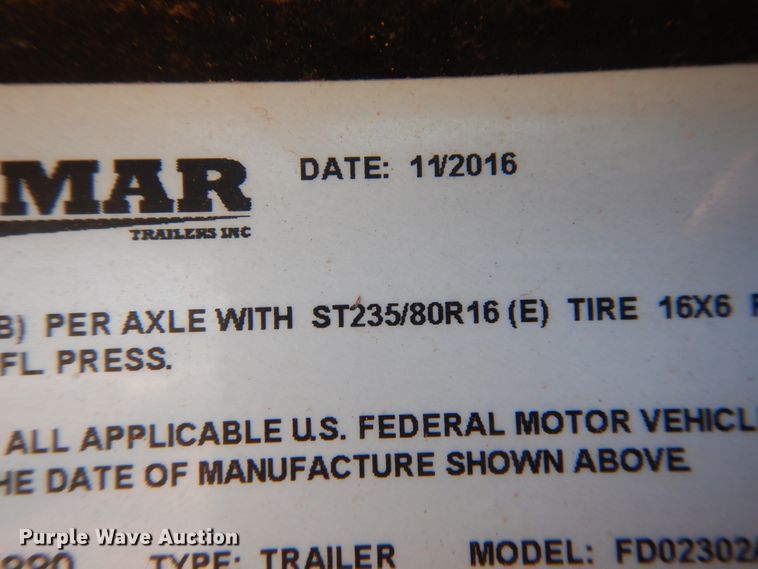 MAR DATE: 11/2016
TRAILERS INC
B) PER AXLE WITH ST235/80R16 (E) TIRE 16X6
FL. PRESS.
ALL APPLICABLE U.S. FEDERAL MOTOR VEHICL
HE DATE OF MANUFACTURE SHOWN ABOVE.
Purple Wave Auction
TYPE: TRAILER MODEL: FD02302